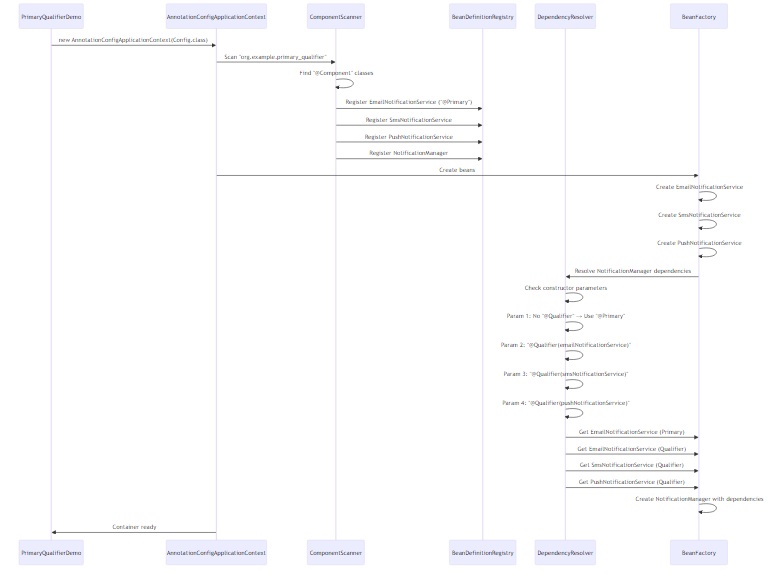 PrimaryQualifierDemo AnnotationConfigApplicationContext ComponentScanner BeanDefinitionRegistry DependencyResolver BeanFactory
new AnnotationConfigApplicationContext(Config.class)
Scan "org.example.primary_qualifier"
Find "@Component" classes
Register EmailNotificationService ("@Primary")
Register SmsNotificationService
Register PushNotificationService
Register NotificationManager
Create beans
Create EmailNotificationService
Create SmsNotificationService
Create PushNotificationService
Resolve NotificationManager dependencies
Check constructor parameters
Param 1: No "@Qualifier" → Use "@Primary"
Param 2: "@Qualifier(emailNotificationService)"
Param 3: "@Qualifier(smsNotificationService)"
Param 4: "@Qualifier(pushNotificationService)"
Get EmailNotificationService (Primary)
Get EmailNotificationService (Qualifier)
Get SmsNotificationService (Qualifier)
Get PushNotificationService (Qualifier)
Create NotificationManager with dependencies
Container ready
PrimaryQualifierDemo AnnotationConfigApplicationContext ComponentScanner BeanDefinitionRegistry DependencyResolver BeanFactory